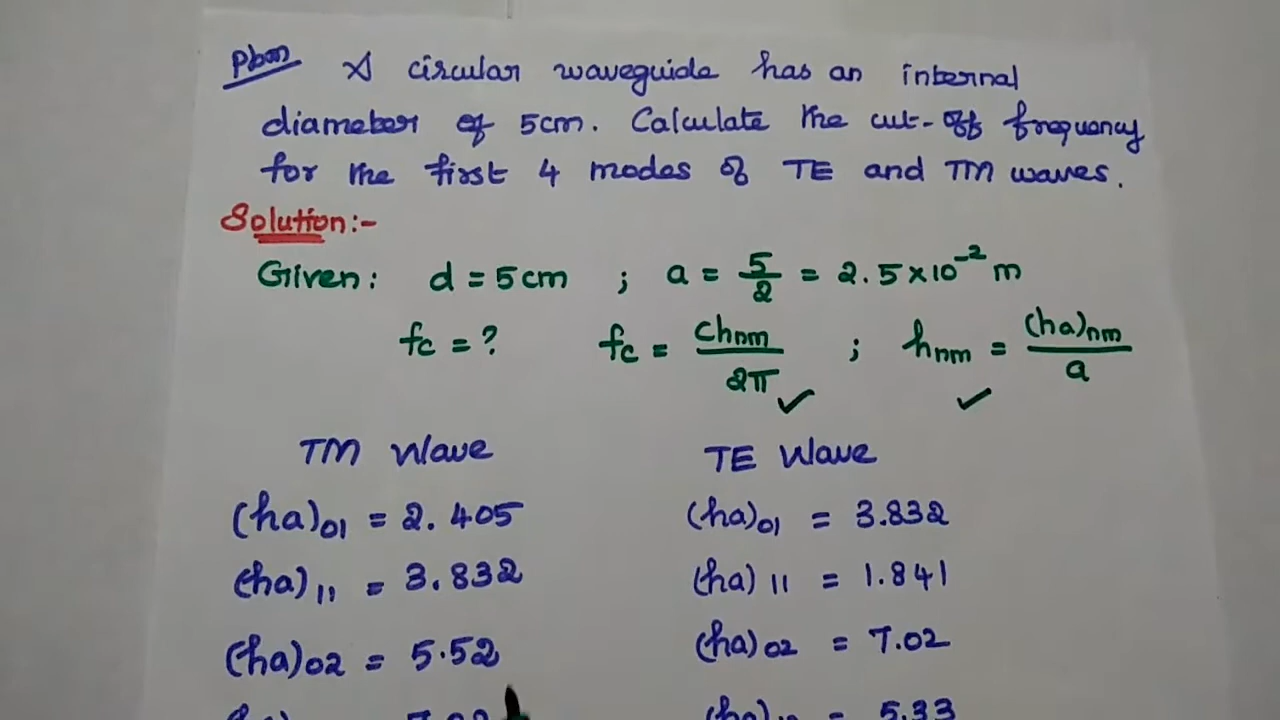 Pbm A circular waveguide has an internal
diameter of 5cm. Calculate the cut-off frequency
for the first 4 modes of TE and TM waves.
Solution:-
Given: d = 5cm ; a = 5/2 = 2.5×10⁻² m
fc = ? fc = Chnm/2π ; hnm = (ha)nm/a
TM Wave TE Wave
(ha)01 = 2.405 (ha)01 = 3.832
(ha)11 = 3.832 (ha)11 = 1.841
(ha)02 = 5.52 (ha)02 = 7.02
= 5.33